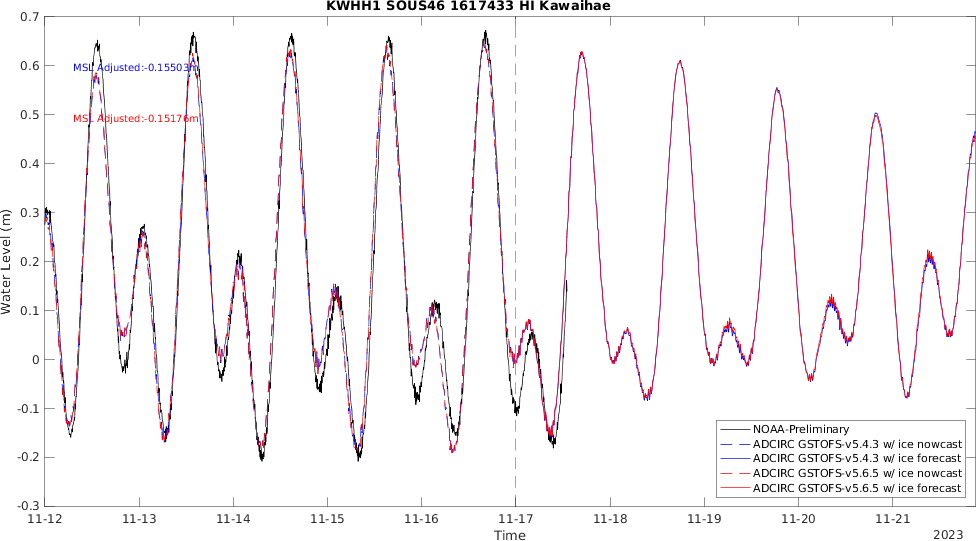 KWHH1 SOUS46 1617433 HI Kawaihae
0.7
0.6
0.5
0.4
0.3
0.2
0.1
0
-0.1
-0.2
-0.3
Water Level (m)
MSL Adjusted:-0.15503m
MSL Adjusted:-0.15176m
NOAA-Preliminary
ADCIRC GSTOFS-v5.4.3 w/ ice nowcast
ADCIRC GSTOFS-v5.4.3 w/ ice forecast
ADCIRC GSTOFS-v5.6.5 w/ ice nowcast
ADCIRC GSTOFS-v5.6.5 w/ ice forecast
11-12 11-13 11-14 11-15 11-16 11-17 11-18 11-19 11-20 11-21
Time
2023